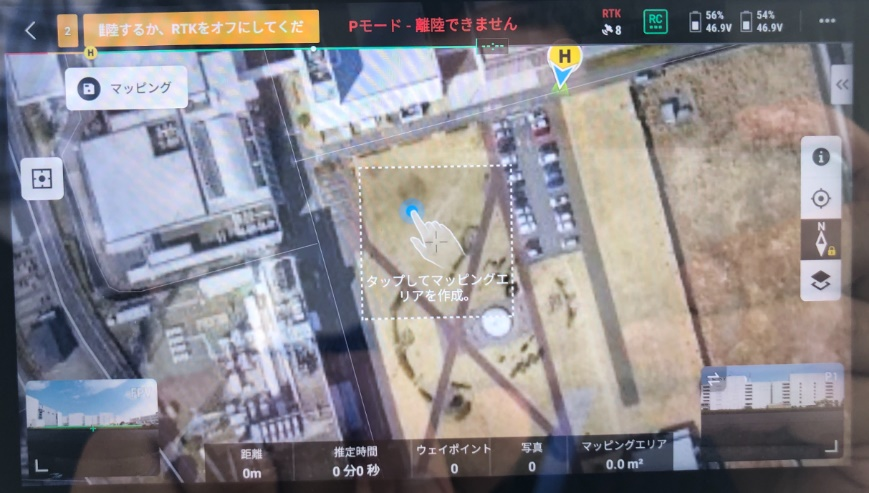 2
陸するか、RTKをオフにしてくだ
Pモード - 離陸できません
RTK
8
RC
56%
46.9V
54%
46.9V
H
H
マッピング
N
タップしてマッピングエ
リアを作成。
P1
距離
0m
推定時間
0 分0 秒
ウェイポイント
0
写真
0
マッピングエリア
0.0 m²